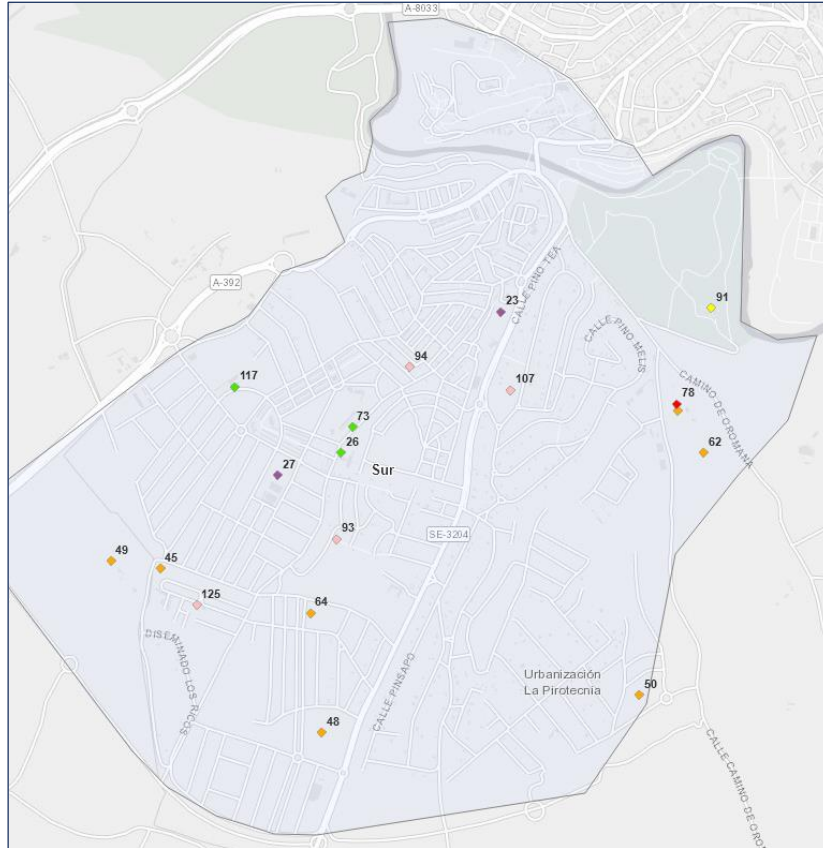 A-8033
A-392
CALLE PINO TEA
23
91
CALLE PINO MELIS
94
117
107
CAMINO DE OROMANA
78
73
26
62
27
Sur
93
SE-3204
49
45
125
64
DISEMINADO LOS RICOS
Urbanización
La Pirotecnia
50
CALLE PINSAPO
48
CALLE CAMINO DE OROM